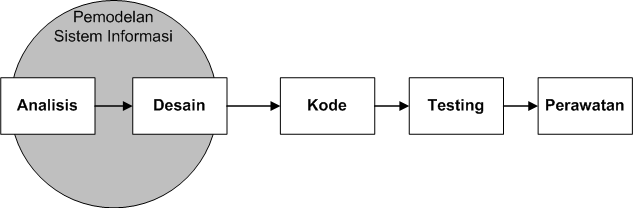 Pemodelan
Sistem Informasi
Analisis
Desain
Kode
Testing
Perawatan